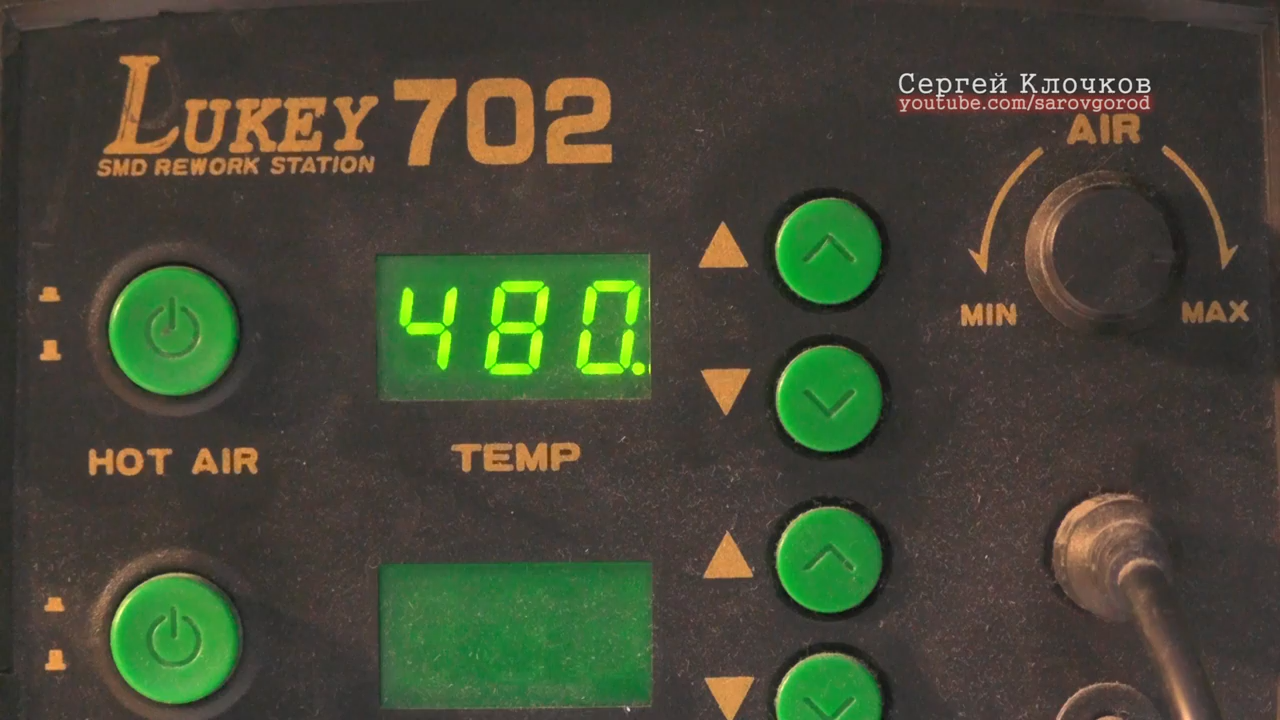 Сергей Клочков
youtube.com/sarovgorod
LUKEY 702
SMD REWORK STATION
AIR
MIN
MAX
480.
HOT AIR
TEMP